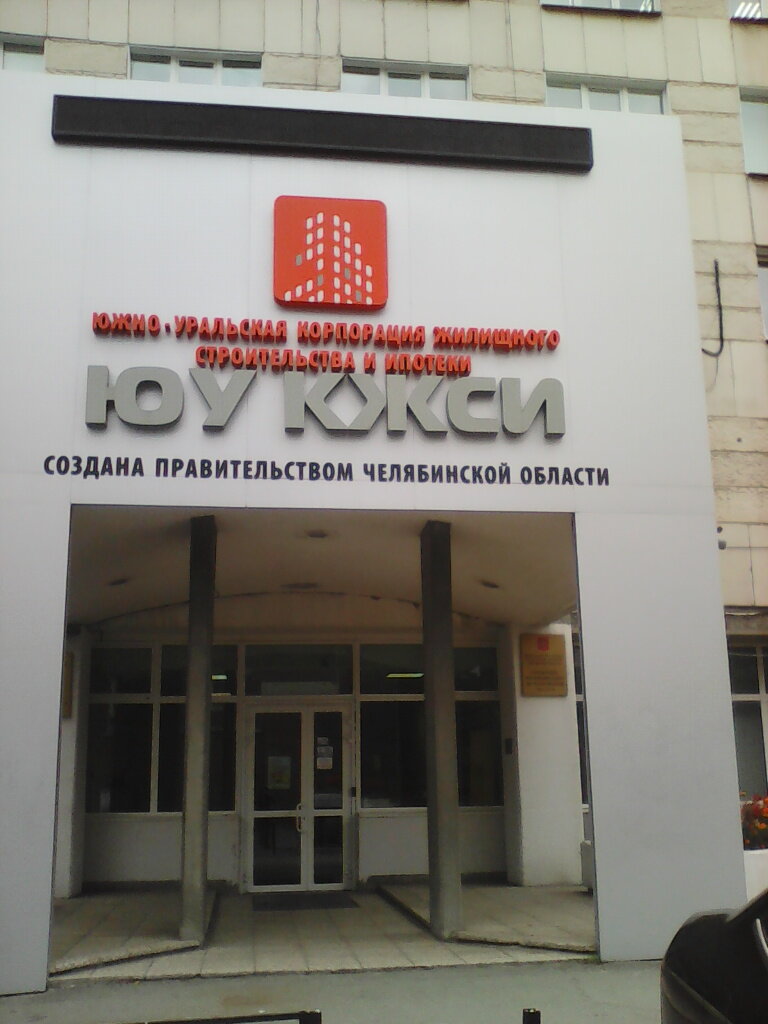 ЮЖНО-УРАЛЬСКАЯ КОРПОРАЦИЯ ЖИЛИЩНОГО
СТРОИТЕЛЬСТВА И ИПОТЕКИ
ЮУ КЖСИ
СОЗДАНА ПРАВИТЕЛЬСТВОМ ЧЕЛЯБИНСКОЙ ОБЛАСТИ